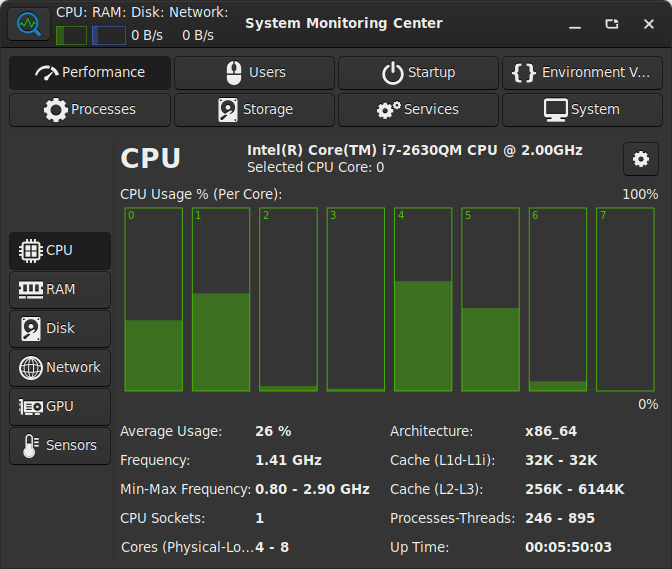 CPU: RAM: Disk: Network:
0 B/s 0 B/s
System Monitoring Center
Performance Users Startup Environment V...
Processes Storage Services System
CPU
Intel(R) Core(TM) i7-2630QM CPU @ 2.00GHz
Selected CPU Core: 0
CPU Usage % (Per Core): 100%
0 1 2 3 4 5 6 7
0%
CPU
RAM
Disk
Network
GPU
Sensors
Average Usage: 26 %
Frequency: 1.41 GHz
Min-Max Frequency: 0.80 - 2.90 GHz
CPU Sockets: 1
Cores (Physical-Lo... 4 - 8
Architecture: x86_64
Cache (L1d-L1i): 32K - 32K
Cache (L2-L3): 256K - 6144K
Processes-Threads: 246 - 895
Up Time: 00:05:50:03